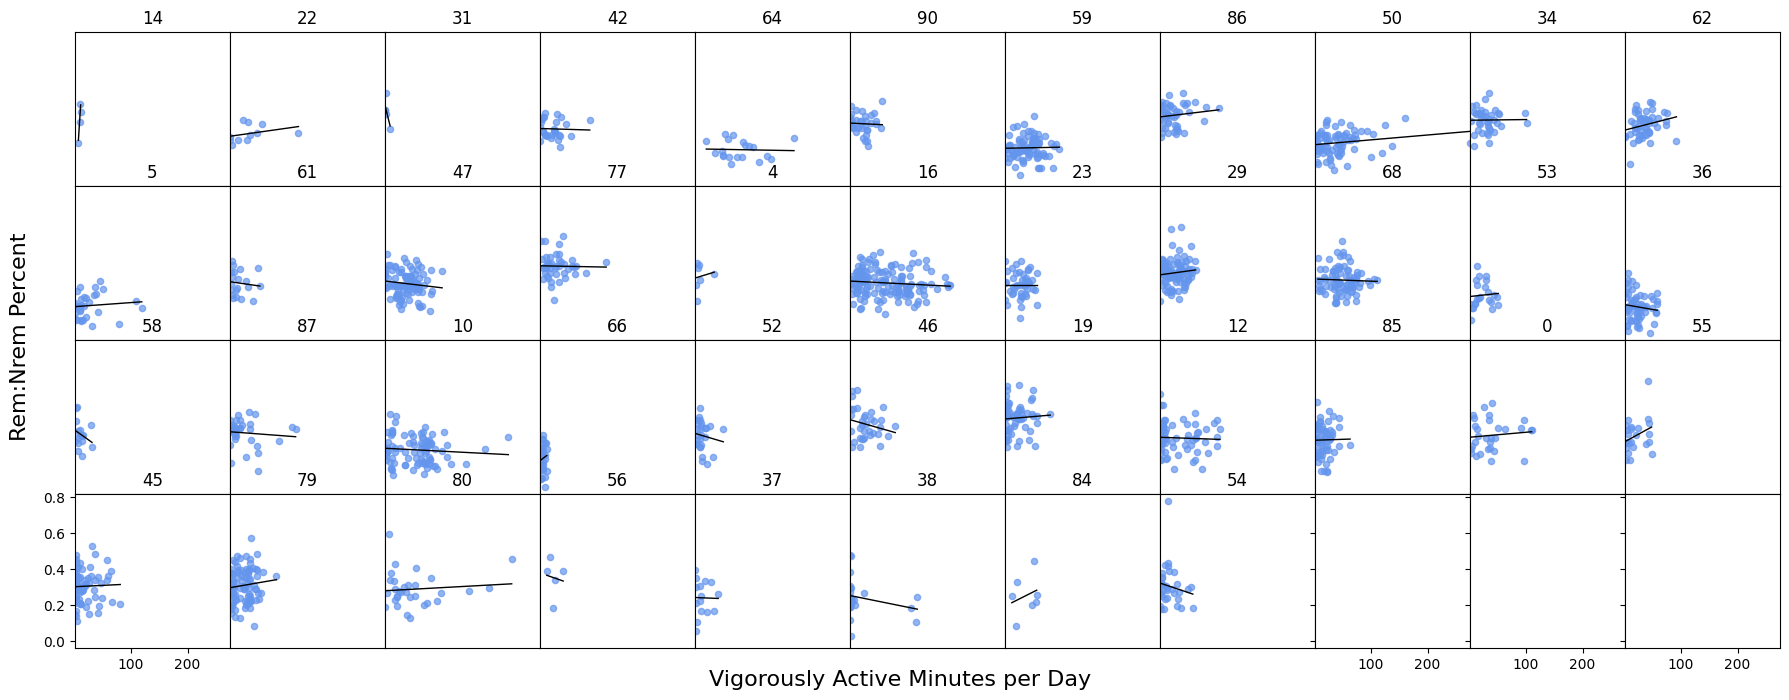 14 22 31 42 64 90 59 86 50 34 62
5 61 47 77 4 16 23 29 68 53 36
58 87 10 66 52 46 19 12 85 0 55
45 79 80 56 37 38 84 54
Rem:Nrem Percent
0.8
0.6
0.4
0.2
0.0
100 200 100 200 100 200 100 200
Vigorously Active Minutes per Day